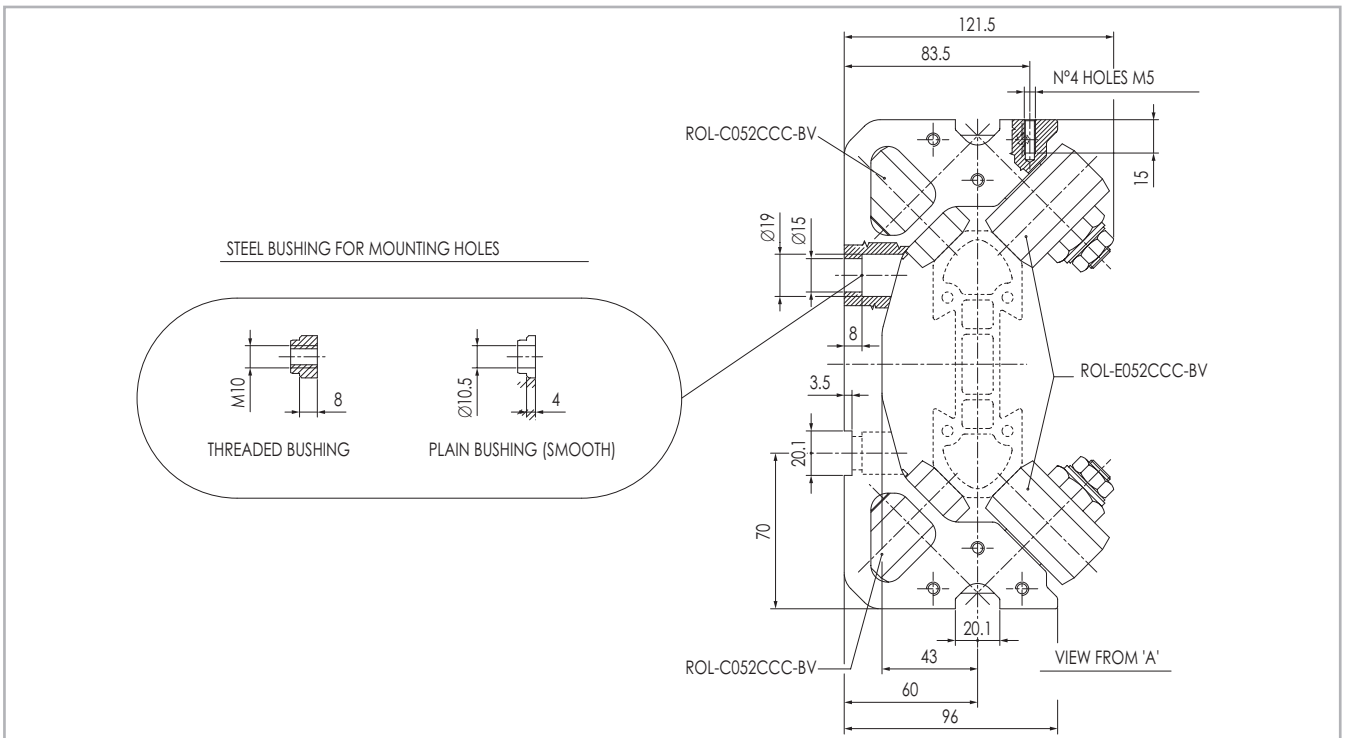 121.5
83.5
Nº4 HOLES M5
ROL-C052CCC-BV
15
Ø19
Ø15
STEEL BUSHING FOR MOUNTING HOLES
8
ROL-E052CCC-BV
3.5
M10
8
Ø10.5
4
THREADED BUSHING
PLAIN BUSHING (SMOOTH)
20.1
70
20.1
VIEW FROM 'A'
ROL-C052CCC-BV
43
60
96